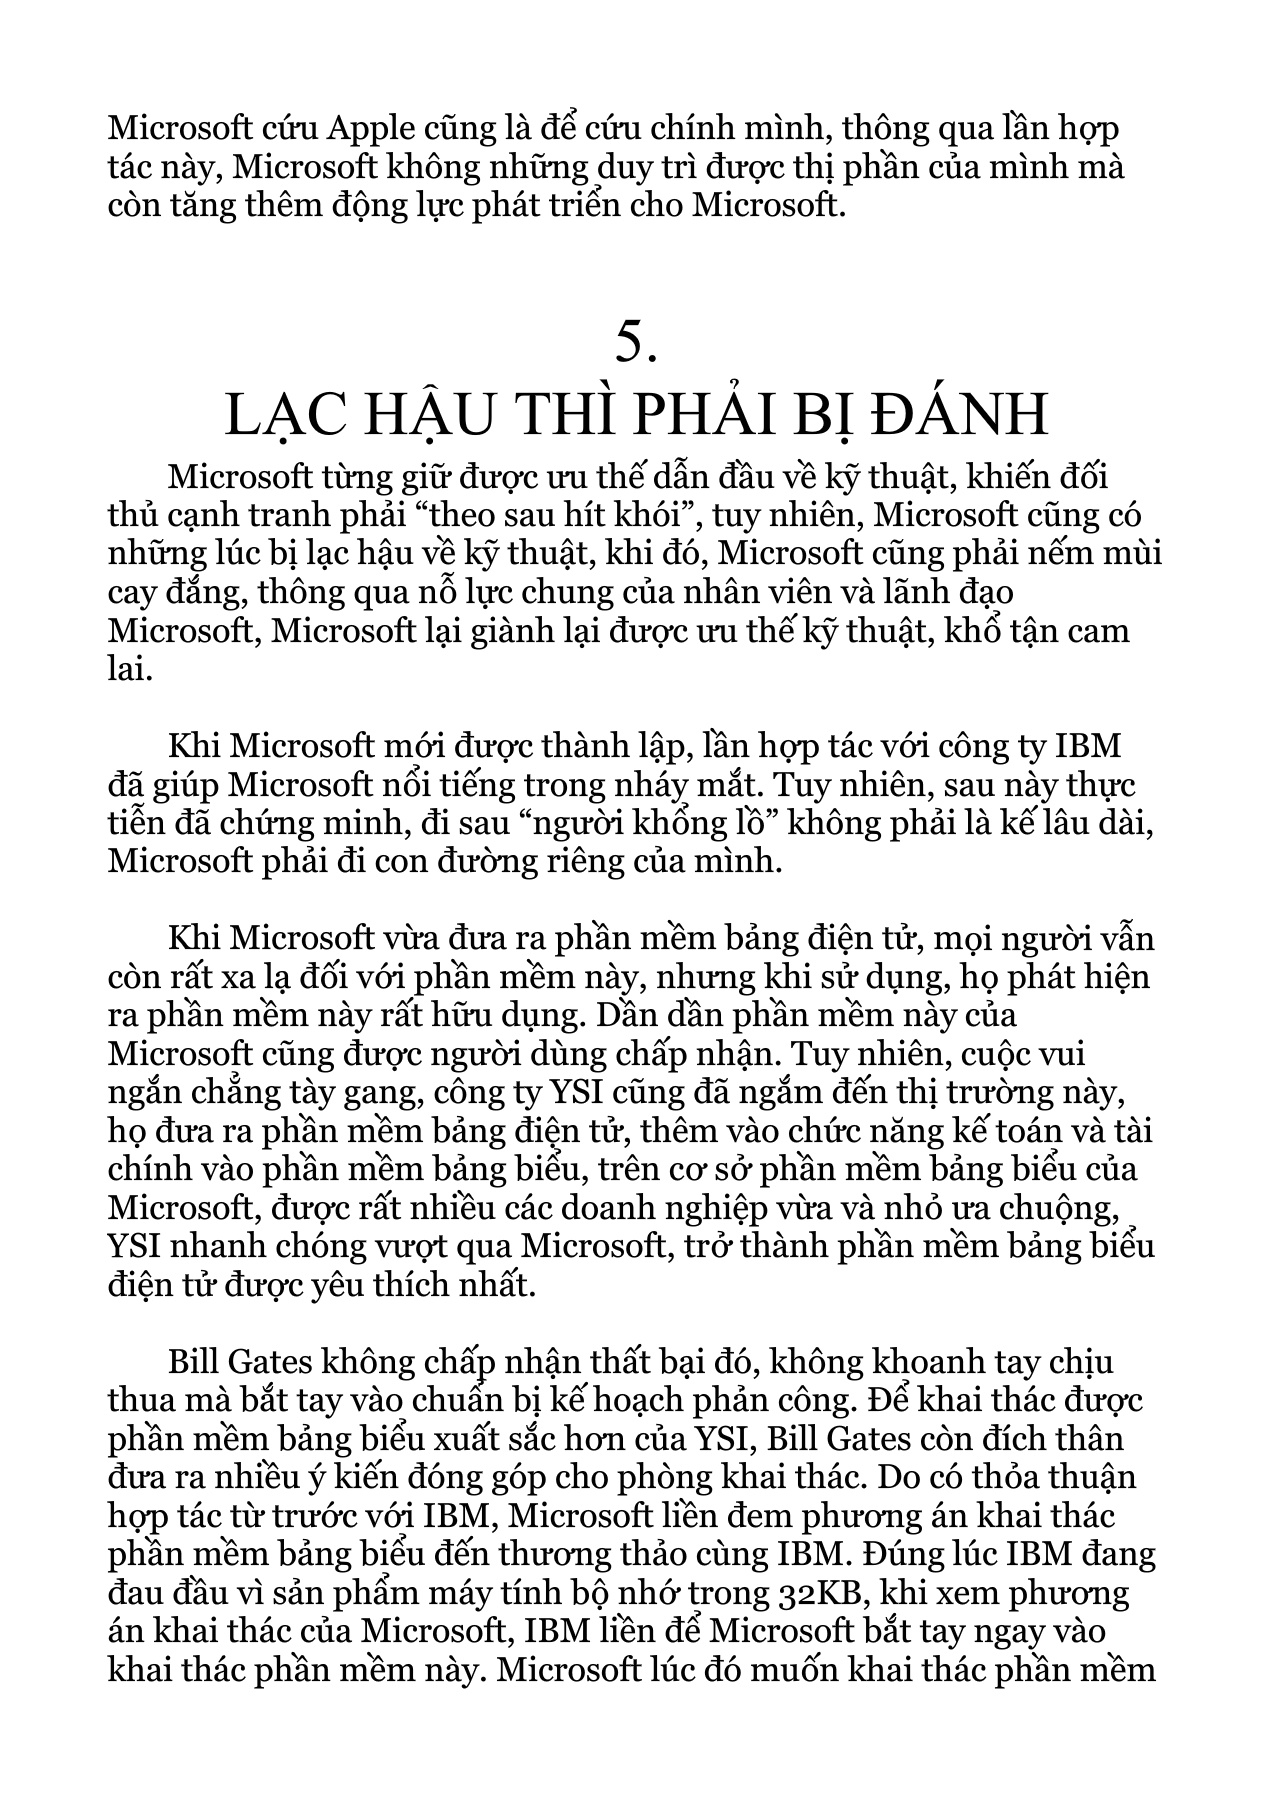 Microsoft cứu Apple cũng là để cứu chính mình, thông qua lần hợp
tác này, Microsoft không những duy trì được thị phần của mình mà
còn tăng thêm động lực phát triển cho Microsoft.
5.
LẠC HẬU THÌ PHẢI BỊ ĐÁNH
Microsoft từng giữ được ưu thế dẫn đầu về kỹ thuật, khiến đối
thủ cạnh tranh phải “theo sau hít khói”, tuy nhiên, Microsoft cũng có
những lúc bị lạc hậu về kỹ thuật, khi đó, Microsoft cũng phải nếm mùi
cay đắng, thông qua nỗ lực chung của nhân viên và lãnh đạo
Microsoft, Microsoft lại giành lại được ưu thế kỹ thuật, khổ tận cam
lai.
Khi Microsoft mới được thành lập, lần hợp tác với công ty IBM
đã giúp Microsoft nổi tiếng trong nháy mắt. Tuy nhiên, sau này thực
tiễn đã chứng minh, đi sau “người khổng lồ” không phải là kế lâu dài,
Microsoft phải đi con đường riêng của mình.
Khi Microsoft vừa đưa ra phần mềm bảng điện tử, mọi người vẫn
còn rất xa lạ đối với phần mềm này, nhưng khi sử dụng, họ phát hiện
ra phần mềm này rất hữu dụng. Dần dần phần mềm này của
Microsoft cũng được người dùng chấp nhận. Tuy nhiên, cuộc vui
ngắn chẳng tày gang, công ty YSI cũng đã ngắm đến thị trường này,
họ đưa ra phần mềm bảng điện tử, thêm vào chức năng kế toán và tài
chính vào phần mềm bảng biểu, trên cơ sở phần mềm bảng biểu của
Microsoft, được rất nhiều các doanh nghiệp vừa và nhỏ ưa chuộng,
YSI nhanh chóng vượt qua Microsoft, trở thành phần mềm bảng biểu
điện tử được yêu thích nhất.
Bill Gates không chấp nhận thất bại đó, không khoanh tay chịu
thua mà bắt tay vào chuẩn bị kế hoạch phản công. Để khai thác được
phần mềm bảng biểu xuất sắc hơn của YSI, Bill Gates còn đích thân
đưa ra nhiều ý kiến đóng góp cho phòng khai thác. Do có thỏa thuận
hợp tác từ trước với IBM, Microsoft liền đem phương án khai thác
phần mềm bảng biểu đến thương thảo cùng IBM. Đúng lúc IBM đang
đau đầu vì sản phẩm máy tính bộ nhớ trong 32KB, khi xem phương
án khai thác của Microsoft, IBM liền để Microsoft bắt tay ngay vào
khai thác phần mềm này. Microsoft lúc đó muốn khai thác phần mềm